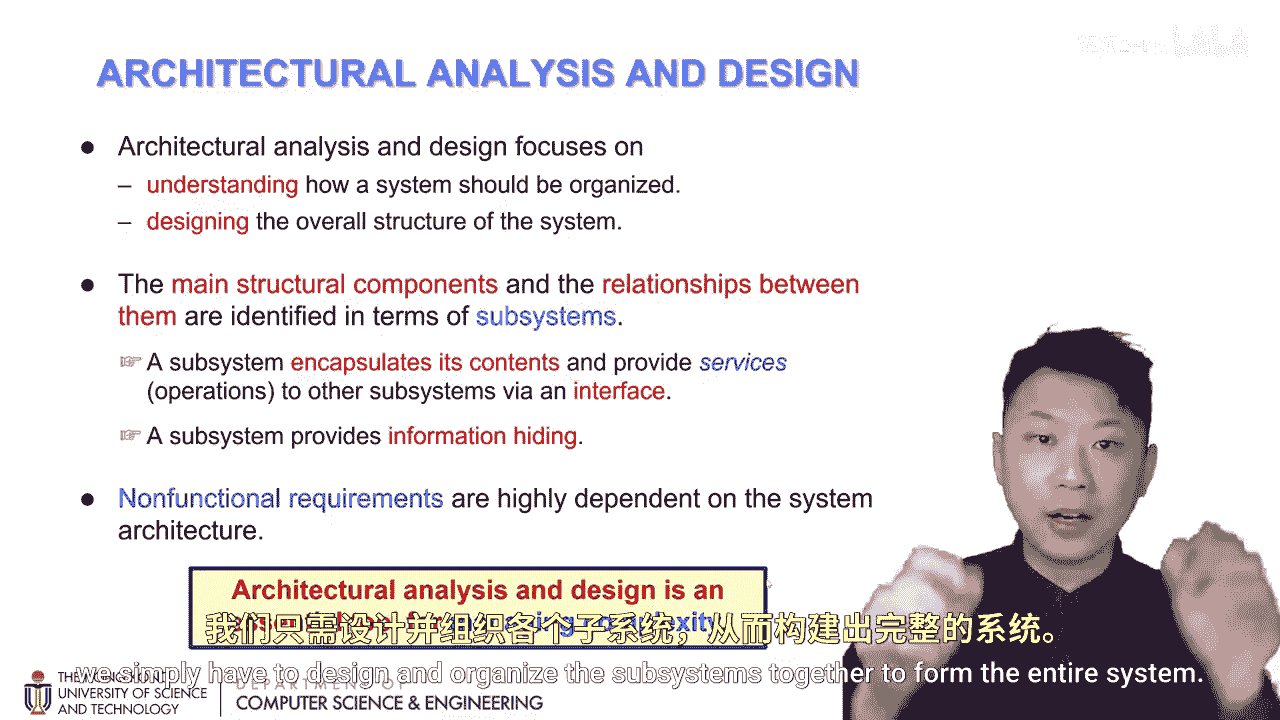 ARCHITECTURAL ANALYSIS AND DESIGN
● Architectural analysis and design focuses on
– understanding how a system should be organized.
– designing the overall structure of the system.
● The main structural components and the relationships between
them are identified in terms of subsystems.
☞ A subsystem encapsulates its contents and provide services
(operations) to other subsystems via an interface.
☞ A subsystem provides information hiding.
● Nonfunctional requirements are highly dependent on the system
architecture.
Architectural analysis and design is an
我们只需设计并组织各个子系统，从而构建出完整的系统。
we simply have to design and organize the subsystems together to form the entire system.
UNIVERSITY OF SCIENCE
AND TECHNOLOGY
COMPUTER SCIENCE & ENGINEERING